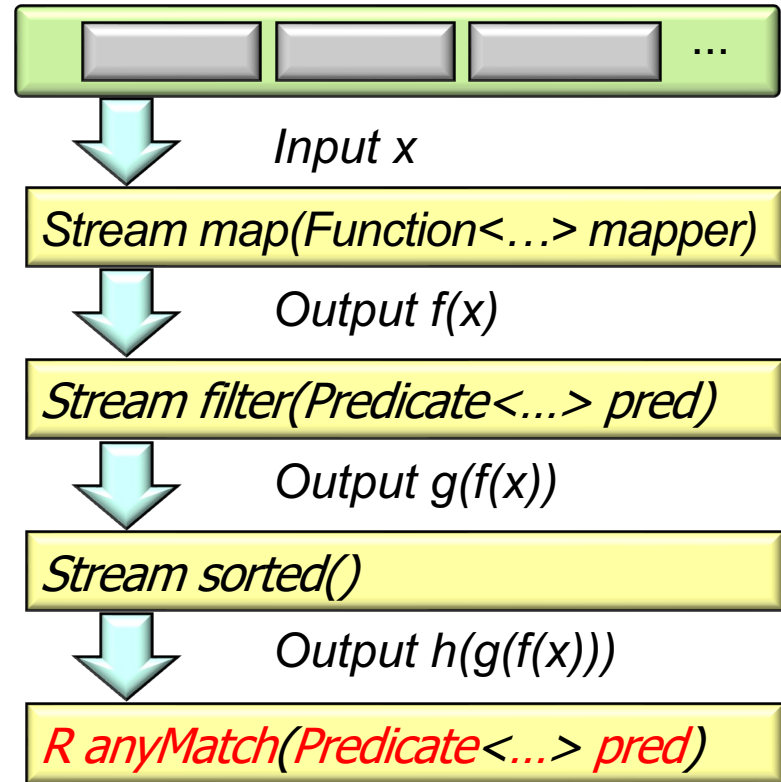 ...
Input x
Stream map(Function<…> mapper)
Output f(x)
Stream filter(Predicate<...> pred)
Output g(f(x))
Stream sorted()
Output h(g(f(x)))
R anyMatch(Predicate<...> pred)